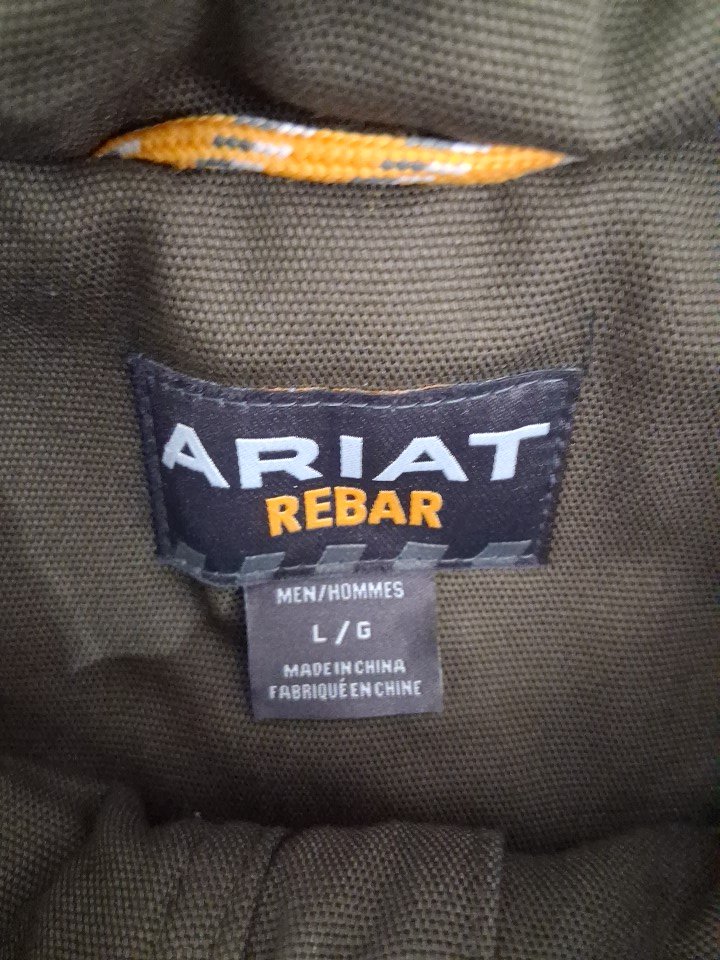 ARIAT
REBAR
MEN/HOMMES
L / G
MADE IN CHINA
FABRIQUÉ EN CHINE